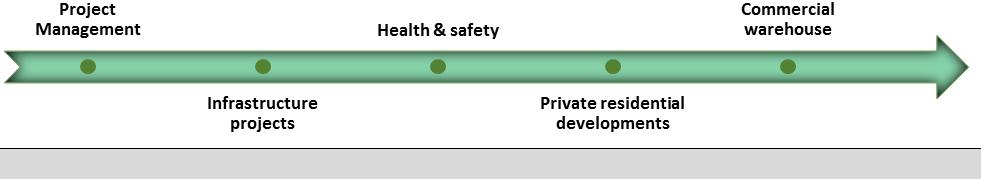 Project
Management
Infrastructure
projects
Health & safety
Private residential
developments
Commercial
warehouse